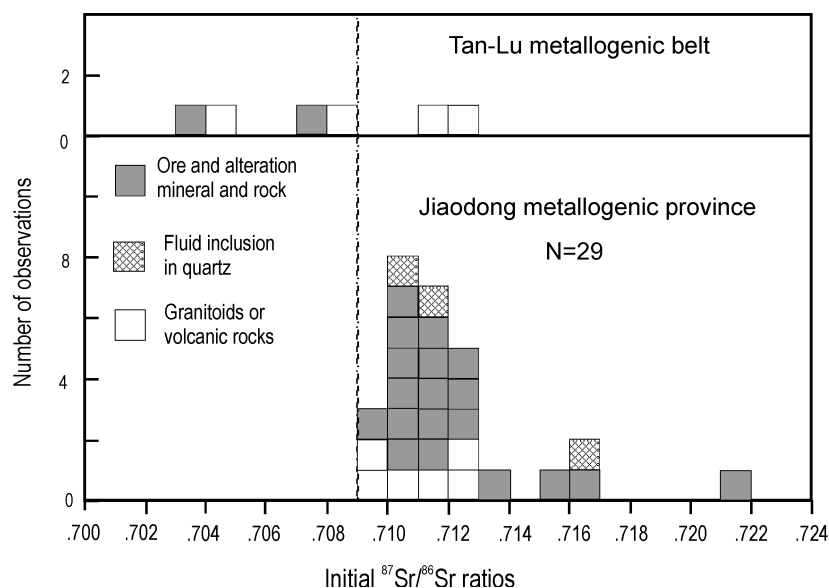 Tan-Lu metallogenic belt
2
0
Ore and alteration
mineral and rock
Jiaodong metallogenic province
Fluid inclusion
in quartz
N=29
8
Granitoids or
volcanic rocks
4
0
Number of observations
.700 .702 .704 .706 .708 .710 .712 .714 .716 .718 .720 .722 .724
Initial ⁸⁷Sr/⁸⁶Sr ratios